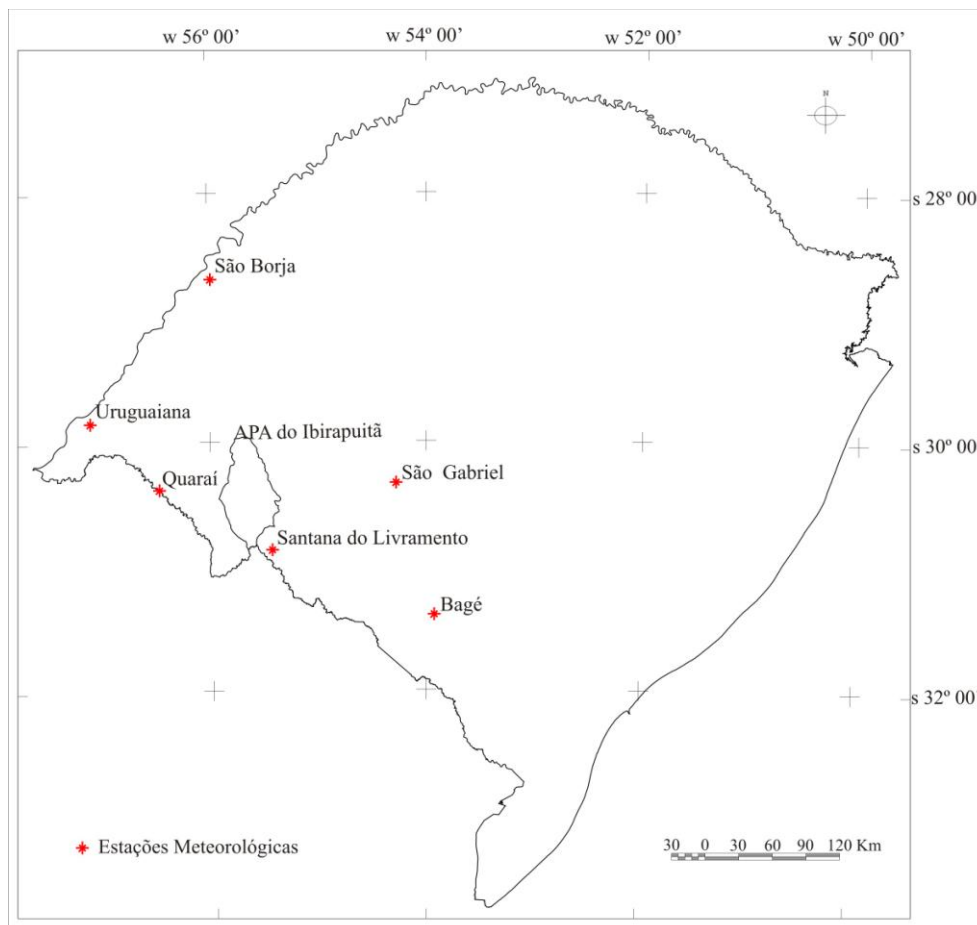 w 56º 00’
w 54º 00’
w 52º 00’
w 50º 00’
N
s 28º 00’
São Borja
Uruguaiana
APA do Ibirapuitã
s 30º 00’
São Gabriel
Quaraí
Santana do Livramento
Bagé
s 32º 00’
Estações Meteorológicas
30 0 30 60 90 120 Km